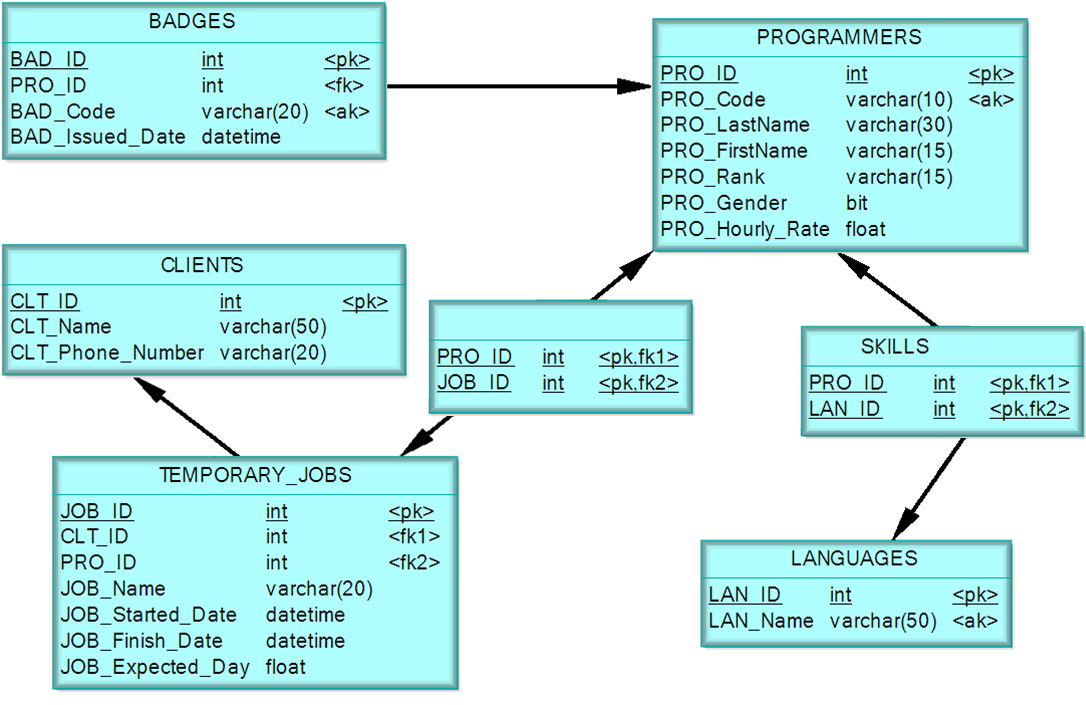 BADGES
BAD_ID int <pk>
PRO_ID int <fk>
BAD_Code varchar(20) <ak>
BAD_Issued_Date datetime
PROGRAMMERS
PRO_ID int <pk>
PRO_Code varchar(10) <ak>
PRO_LastName varchar(30)
PRO_FirstName varchar(15)
PRO_Rank varchar(15)
PRO_Gender bit
PRO_Hourly_Rate float
CLIENTS
CLT_ID int <pk>
CLT_Name varchar(50)
CLT_Phone_Number varchar(20)
PRO_ID int <pk,fk1>
JOB_ID int <pk,fk2>
SKILLS
PRO_ID int <pk,fk1>
LAN_ID int <pk,fk2>
TEMPORARY_JOBS
JOB_ID int <pk>
CLT_ID int <fk1>
PRO_ID int <fk2>
JOB_Name varchar(20)
JOB_Started_Date datetime
JOB_Finish_Date datetime
JOB_Expected_Day float
LANGUAGES
LAN_ID int <pk>
LAN_Name varchar(50) <ak>